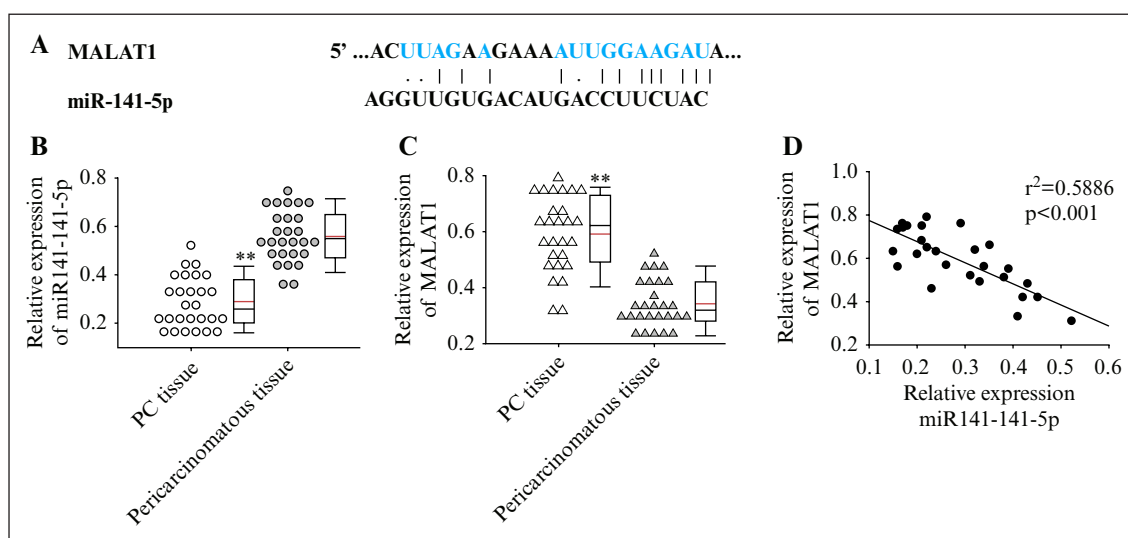 A
MALAT1
5' ...ACUUAGAAGAAAAUUGGAAGAUA...
miR-141-5p
AGGUUGUGACAUGACCUUCUAC
B
Relative expression
of miR141-141-5p
0.8
0.6
0.4
0.2
**
PC tissue
Pericarcinomatous tissue
C
Relative expression
of MALAT1
0.8
0.6
0.4
0.2
**
PC tissue
Pericarcinomatous tissue
D
Relative expression
of MALAT1
1.0
0.8
0.6
0.4
0.2
r²=0.5886
p<0.001
0.1 0.2 0.3 0.4 0.5 0.6
Relative expression
miR141-141-5p